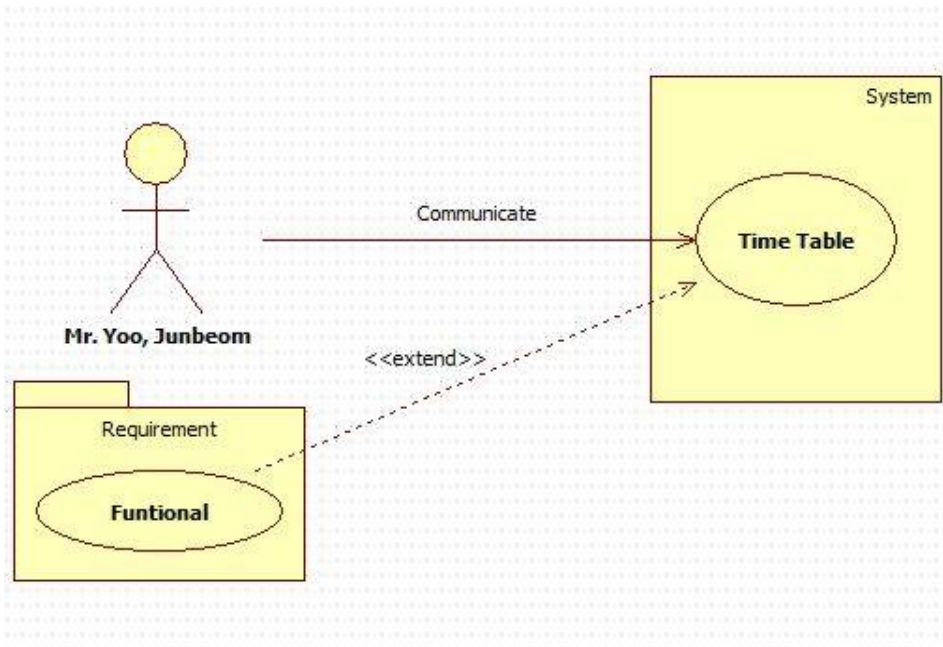 System
Communicate
Time Table
Mr. Yoo, Junbeom
<<extend>>
Requirement
Funtional